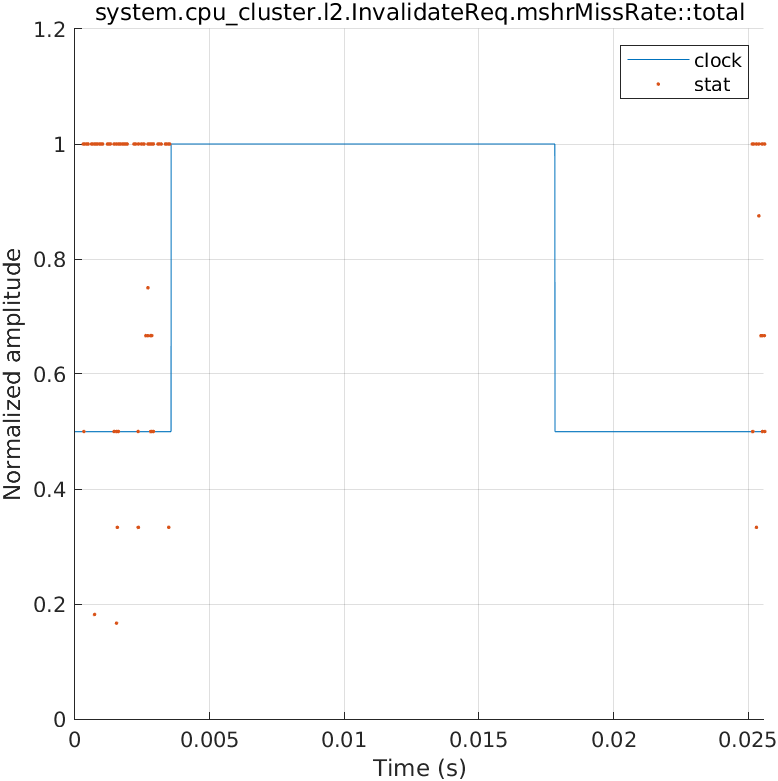 system.cpu_cluster.l2.InvalidateReq.mshrMissRate::total
1.2
clock
stat
1
0.8
0.6
0.4
0.2
0
Normalized amplitude
0 0.005 0.01 0.015 0.02 0.025
Time (s)